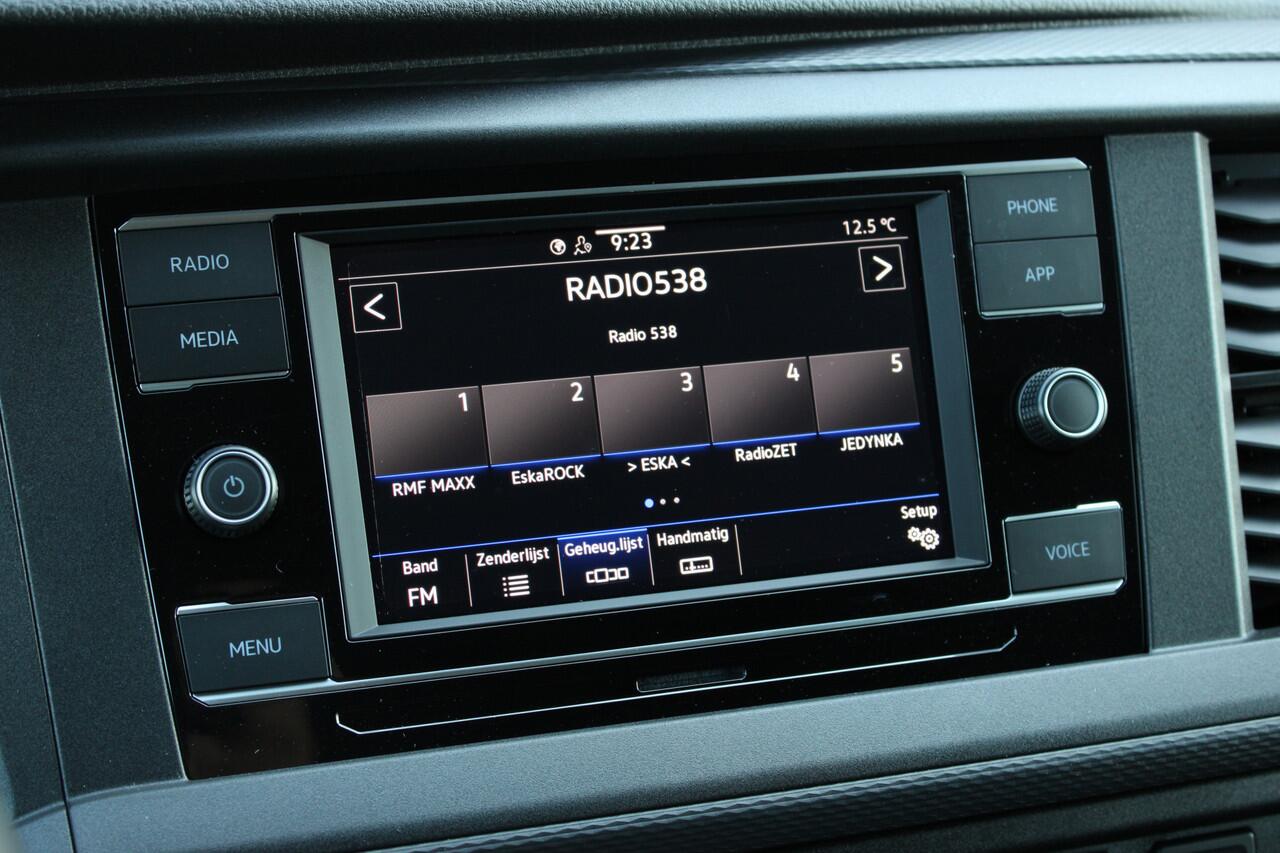 RADIO
MEDIA
MENU
9:23
12.5 °C
<
RADIO538
>
Radio 538
1
2
3
4
5
RMF MAXX
EskaROCK
> ESKA <
RadioZET
JEDYNKA
Band
FM
Zenderlijst
Geheug.lijst
Handmatig
Setup
PHONE
APP
VOICE